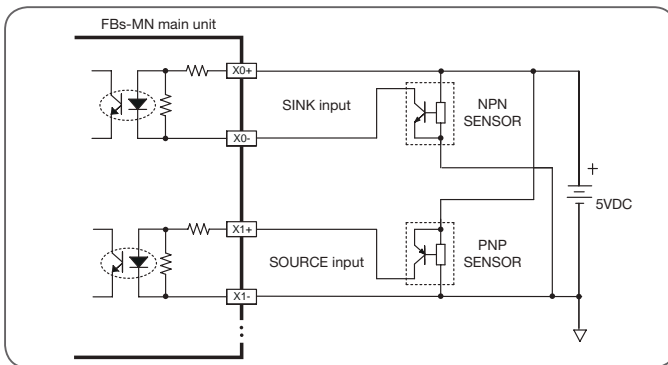 FBs-MN main unit
X0+
SINK input
NPN
SENSOR
X0-
+
5VDC
X1+
SOURCE input
PNP
SENSOR
X1-